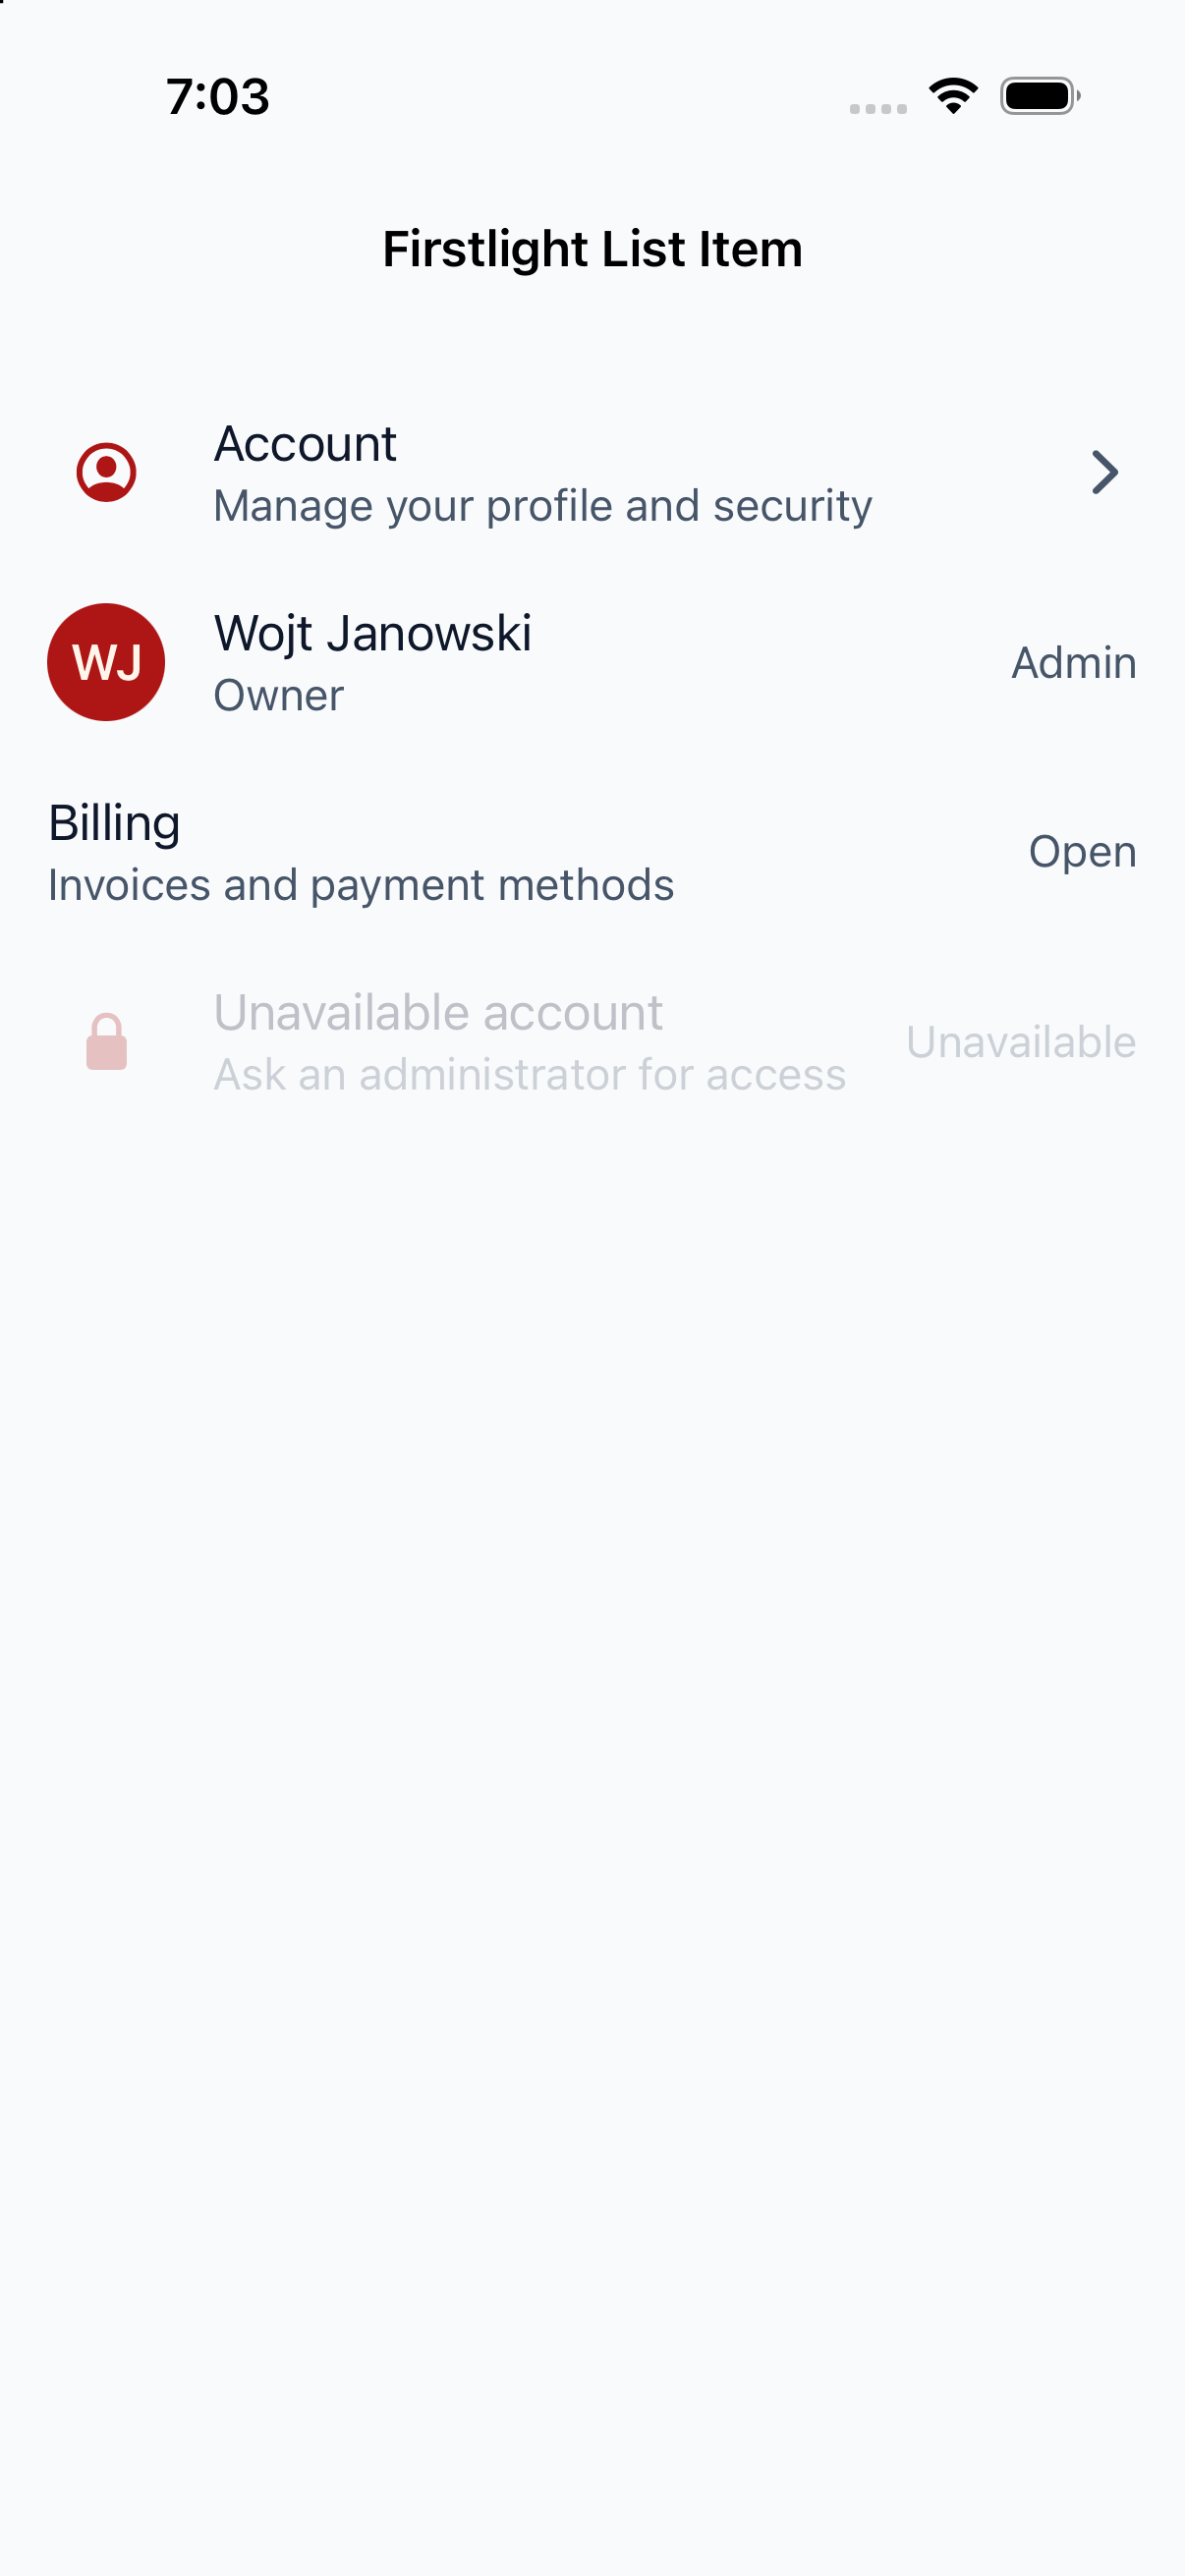 7:03
Firstlight List Item
Account
Manage your profile and security
WJ
Wojt Janowski
Owner
Admin
Billing
Invoices and payment methods
Open
Unavailable account
Ask an administrator for access
Unavailable